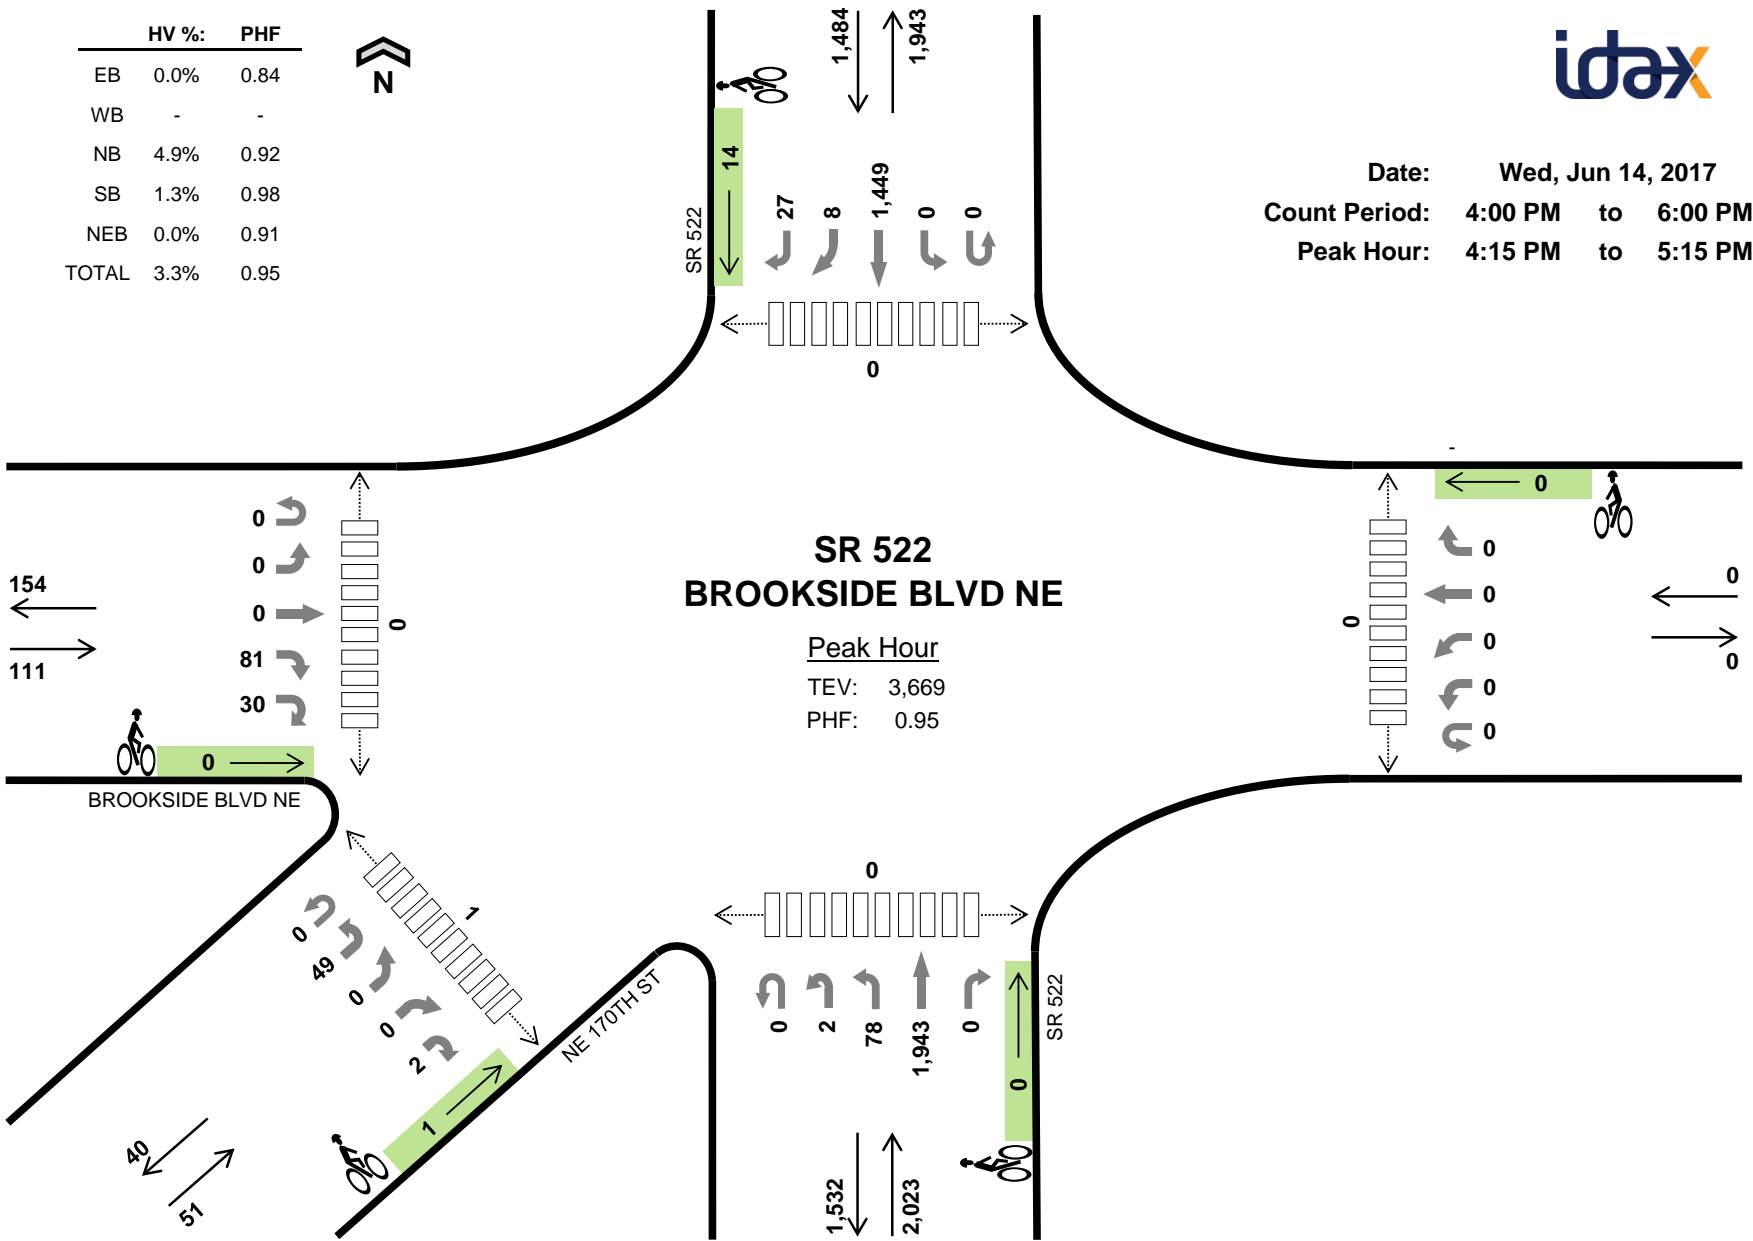 HV %: PHF
EB 0.0% 0.84
WB - -
NB 4.9% 0.92
SB 1.3% 0.98
NEB 0.0% 0.91
TOTAL 3.3% 0.95
N
1,484
1,943
idax
Date: Wed, Jun 14, 2017
Count Period: 4:00 PM to 6:00 PM
Peak Hour: 4:15 PM to 5:15 PM
14
SR 522
27 8 1,449 0 0
0
-
0
0
0
0
81
30
0
154
111
0
BROOKSIDE BLVD NE
SR 522
BROOKSIDE BLVD NE
Peak Hour
TEV: 3,669
PHF: 0.95
0
0
0
0
0
0
0
0
0
1
0
49
0
0
2
1
NE 170TH ST
40
51
0
0 2 78 1,943 0
0
SR 522
1,532
2,023